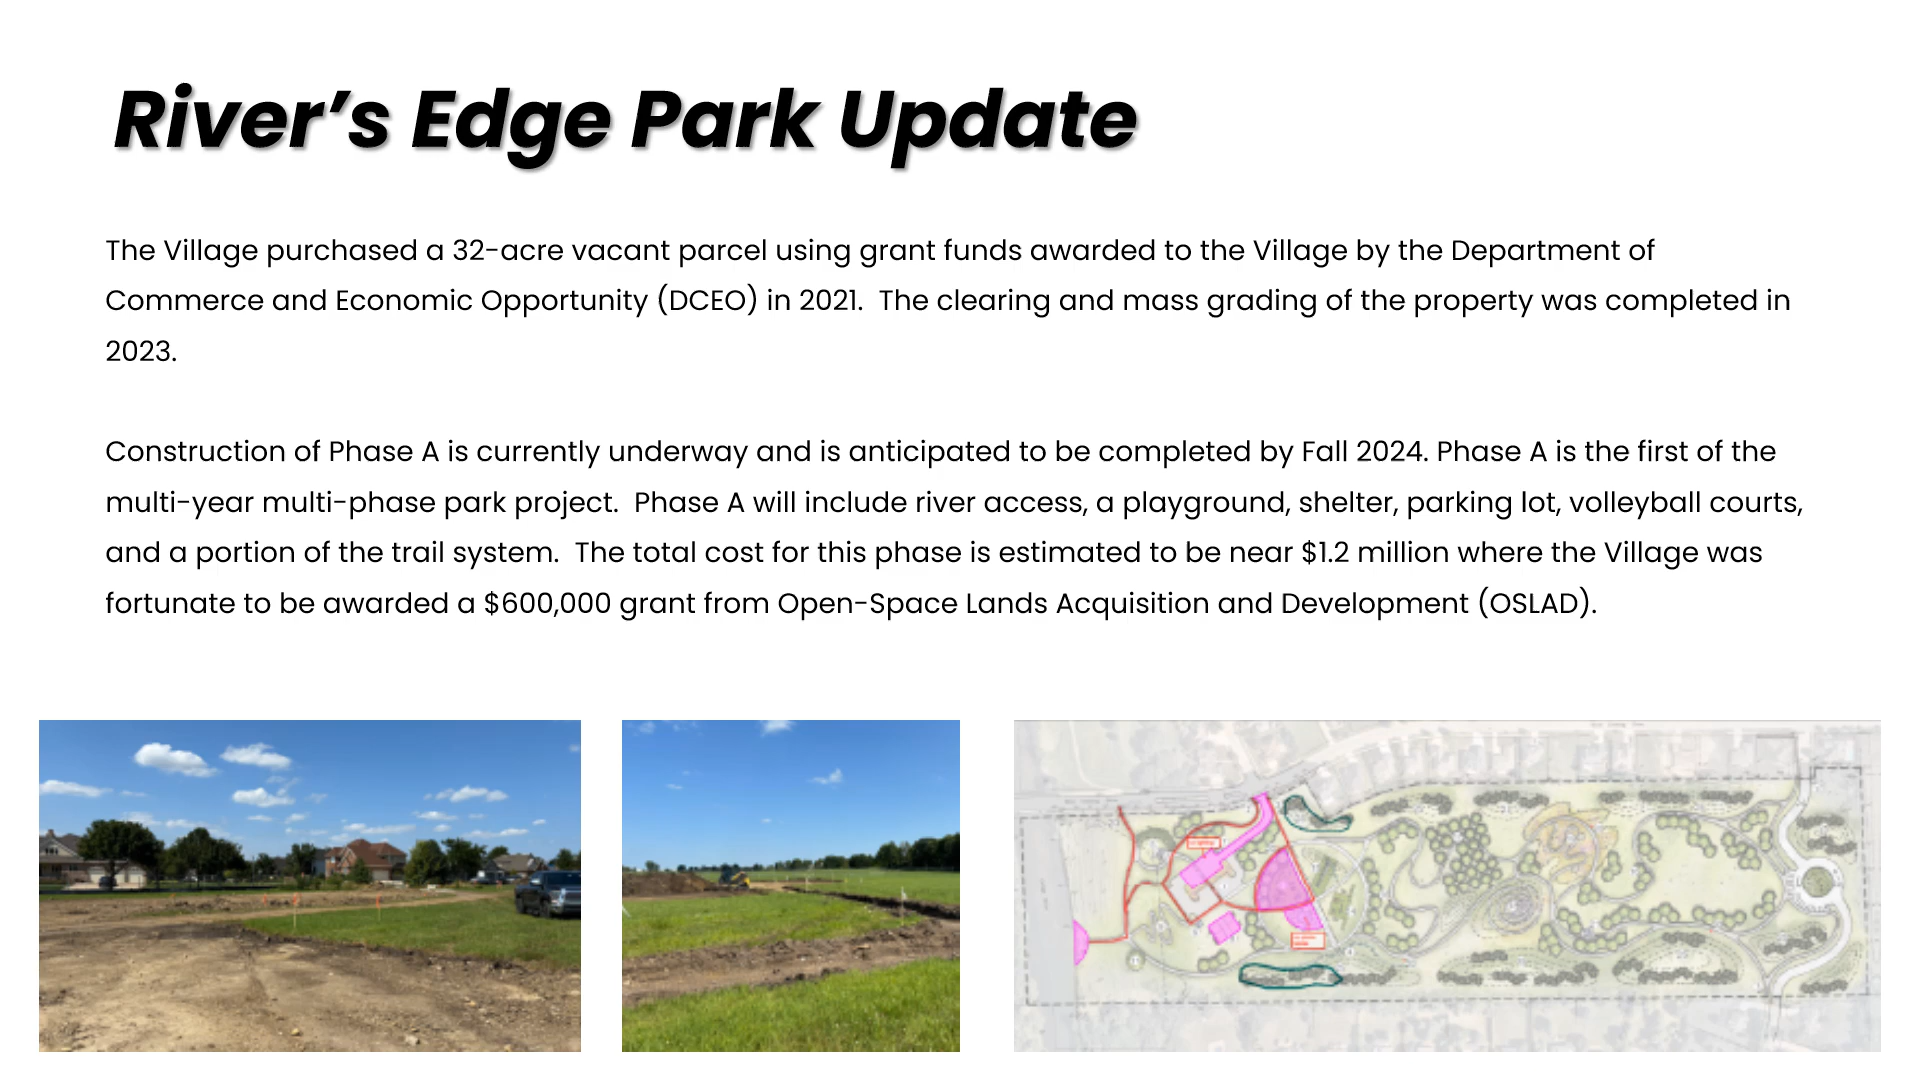 River’s Edge Park Update
The Village purchased a 32-acre vacant parcel using grant funds awarded to the Village by the Department of
Commerce and Economic Opportunity (DCEO) in 2021.  The clearing and mass grading of the property was completed in
2023.
Construction of Phase A is currently underway and is anticipated to be completed by Fall 2024. Phase A is the first of the
multi-year multi-phase park project.  Phase A will include river access, a playground, shelter, parking lot, volleyball courts,
and a portion of the trail system.  The total cost for this phase is estimated to be near $1.2 million where the Village was
fortunate to be awarded a $600,000 grant from Open-Space Lands Acquisition and Development (OSLAD).